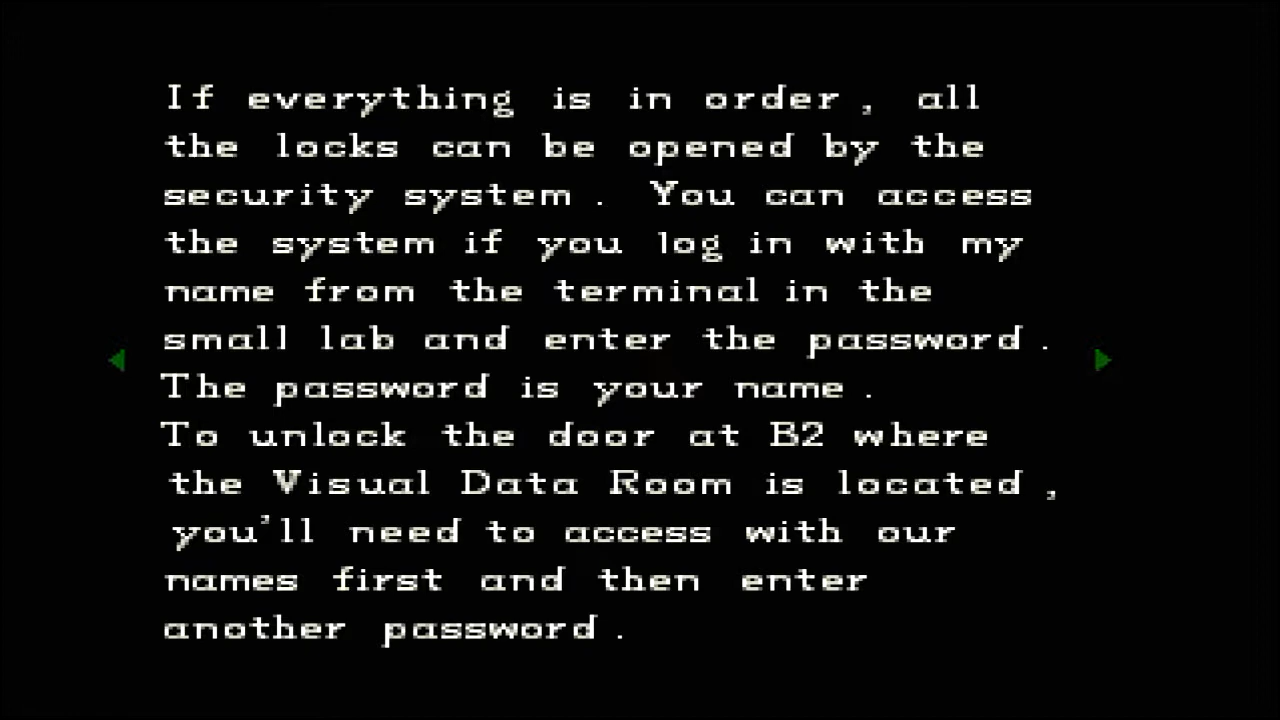 If everything is in order, all
the locks can be opened by the
security system. You can access
the system if you log in with my
name from the terminal in the
small lab and enter the password.
The password is your name.
To unlock the door at B2 where
the Visual Data Room is located,
you'll need to access with our
names first and then enter
another password.